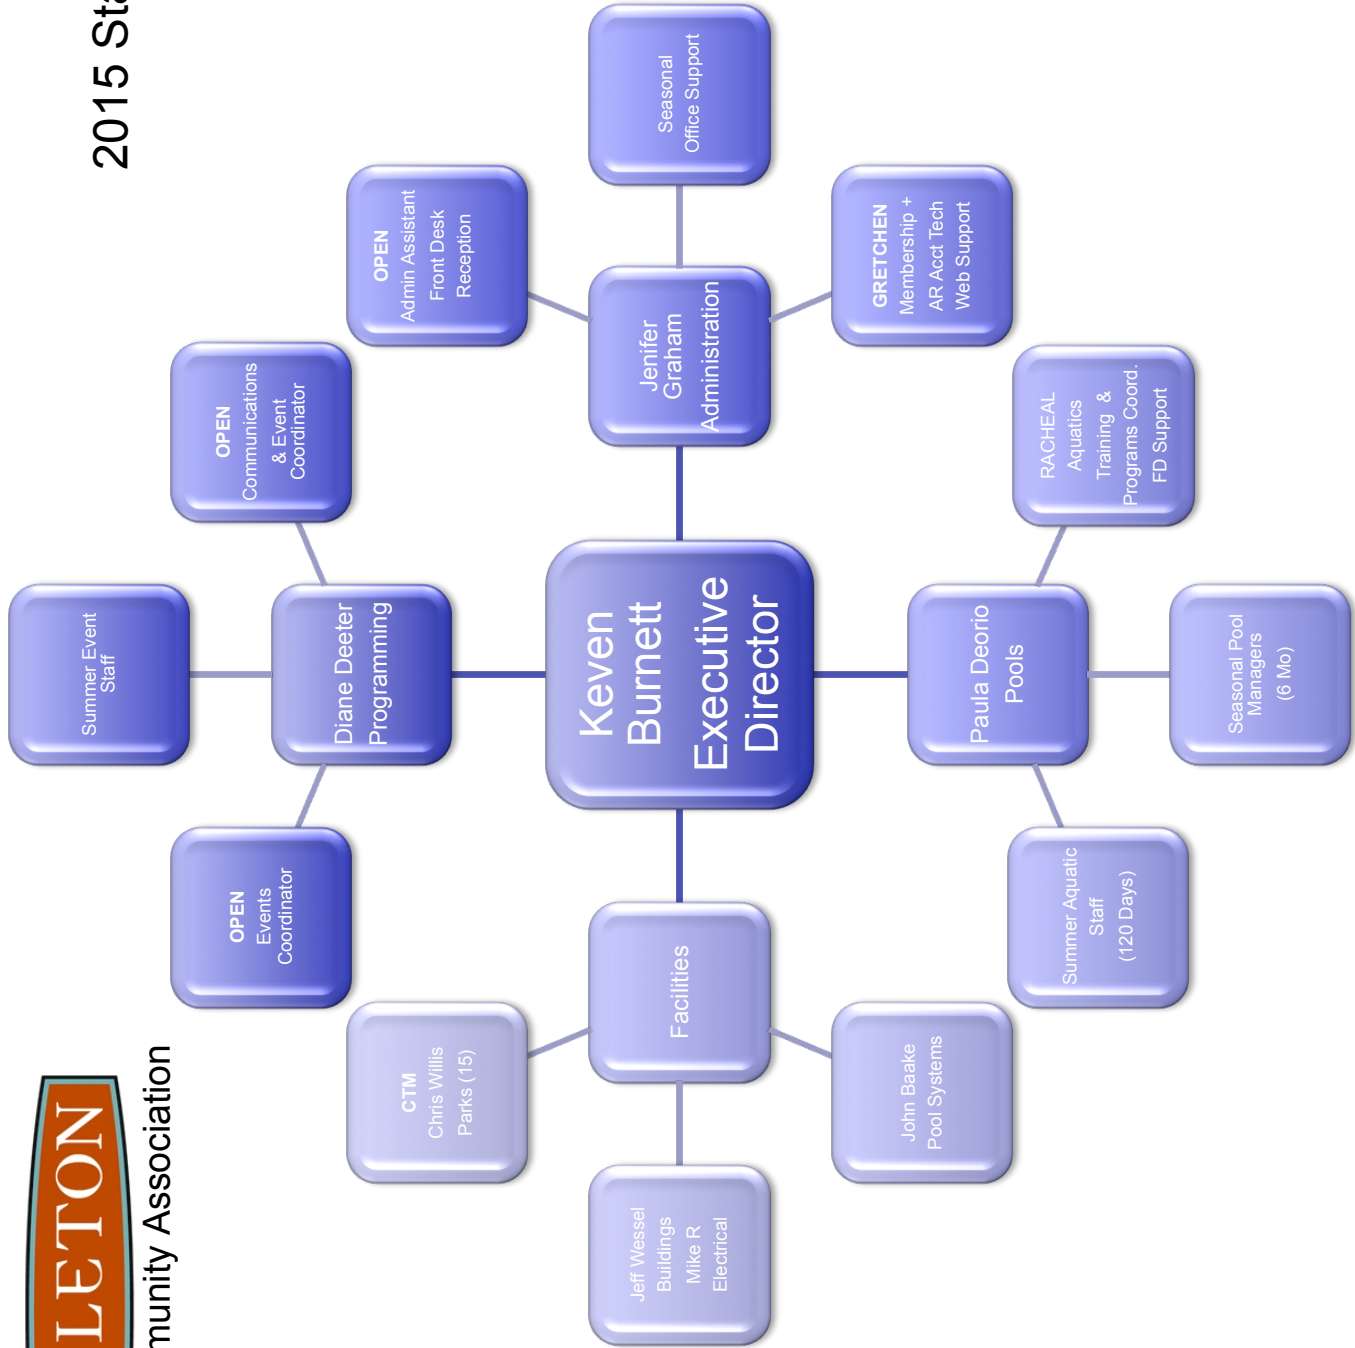 LETON
munity Association
2015 Sta
Summer Event
Staff
OPEN
Events
Coordinator
OPEN
Communications
& Event
Coordinator
Diane Deeter
Programming
CTM
Chris Willis
Parks (15)
OPEN
Admin Assistant
Front Desk
Reception
Jeff Wessel
Buildings
Mike R
Electrical
Facilities
Keven
Burnett
Executive
Director
Jenifer
Graham
Administration
Seasonal
Office Support
John Baake
Pool Systems
GRETCHEN
Membership +
AR Acct Tech
Web Support
Paula Deorio
Pools
Summer Aquatic
Staff
(120 Days)
RACHEAL
Aquatics
Training &
Programs Coord.
FD Support
Seasonal Pool
Managers
(6 Mo)